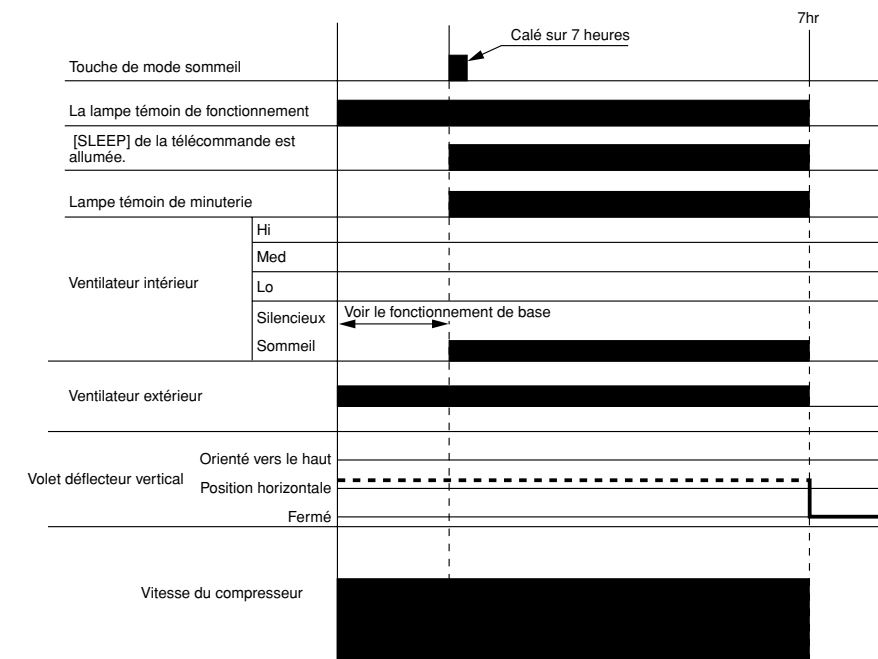 7hr
Calé sur 7 heures
Touche de mode sommeil
La lampe témoin de fonctionnement
[SLEEP] de la télécommande est
allumée.
Lampe témoin de minuterie
Hi
Med
Ventilateur intérieur
Lo
Silencieux
Voir le fonctionnement de base
Sommeil
Ventilateur extérieur
Orienté vers le haut
Volet déflecteur vertical
Position horizontale
Fermé
Vitesse du compresseur